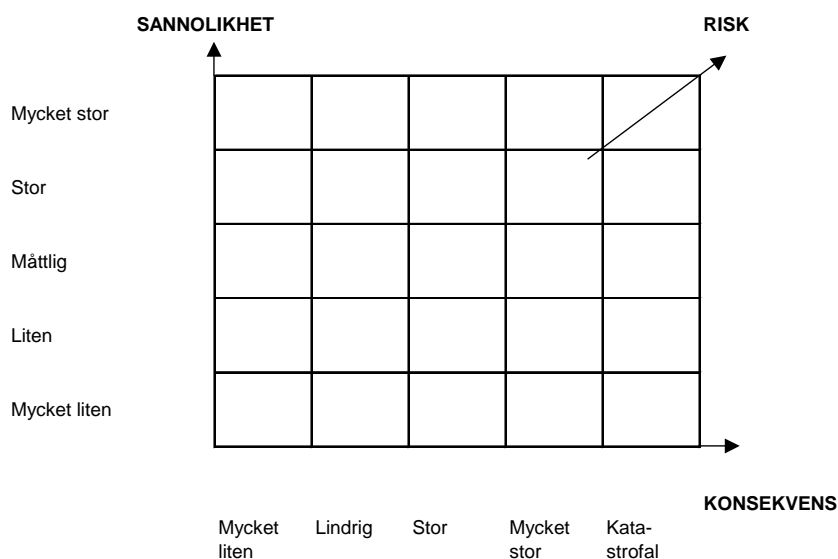 SANNOLIKHET RISK
Mycket stor
Stor
Måttlig
Liten
Mycket liten
KONSEKVENS
Mycket Lindrig Stor Mycket Kata-
liten stor strofal